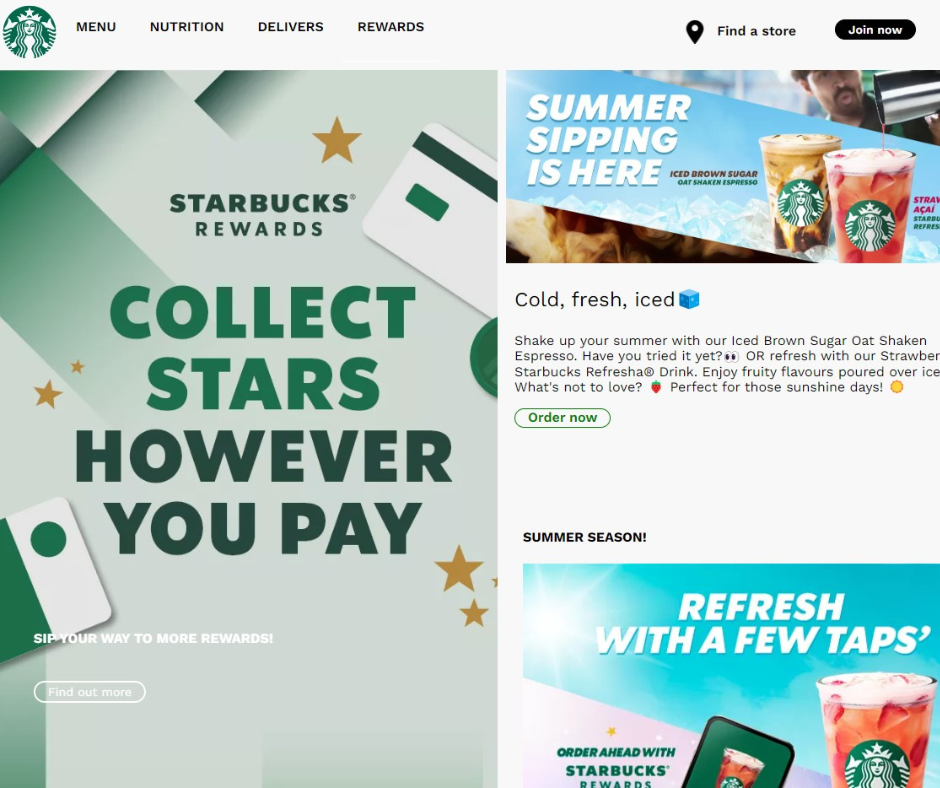 MENU NUTRITION DELIVERS REWARDS
Find a store
Join now
STARBUCKS®
REWARDS
COLLECT
STARS
HOWEVER
YOU PAY
SIP YOUR WAY TO MORE REWARDS!
Find out more
SUMMER
SIPPING
IS HERE
ICED BROWN SUGAR
OAT SHAKEN ESPRESSO
STRAW
AÇAÍ
STARBU
REFRES
Cold, fresh, iced🧊
Shake up your summer with our Iced Brown Sugar Oat Shaken
Espresso. Have you tried it yet?👀 OR refresh with our Strawber
Starbucks Refresha® Drink. Enjoy fruity flavours poured over ice
What's not to love? 🍓 Perfect for those sunshine days! ☀️
Order now
SUMMER SEASON!
REFRESH
WITH A FEW TAPS'
ORDER AHEAD WITH
STARBUCKS®
REWARDS